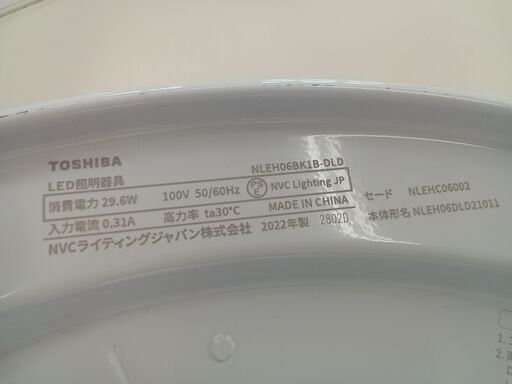 TOSHIBA NLEH06BK1B-DLD
LED照明器具
消費電力 29.6W 100V 50/60Hz PSE NVC Lighting JP セード NLEHC06002
入力電流 0.31A 高力率 ta30℃ MADE IN CHINA 本体形名 NLEH06DLD21011
NVCライティングジャパン株式会社 2022年製 2802D
1.
2.